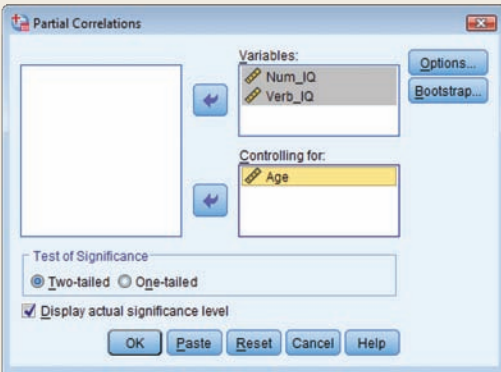 Partial Correlations
Variables:
Num_IQ
Verb_IQ
Options...
Bootstrap...
Controlling for:
Age
Test of Significance
Two-tailed One-tailed
Display actual significance level
OK Paste Reset Cancel Help